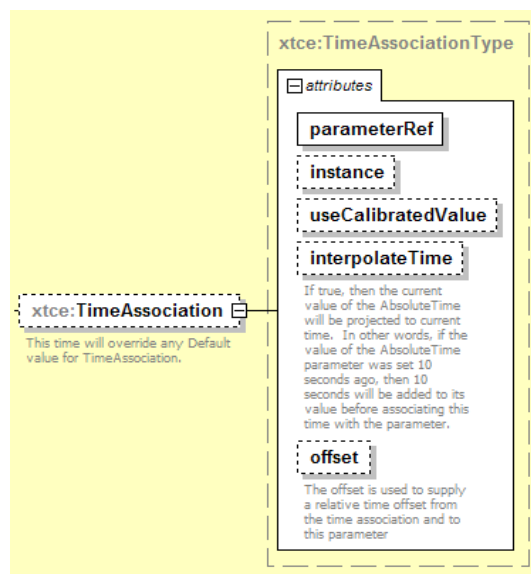 xtce:TimeAssociationType
attributes
parameterRef
instance
useCalibratedValue
interpolateTime
If true, then the current
value of the AbsoluteTime
will be projected to current
time. In other words, if the
value of the AbsoluteTime
parameter was set 10
seconds ago, then 10
seconds will be added to its
value before associating this
time with the parameter.
xtce:TimeAssociation
This time will override any Default
value for TimeAssociation.
offset
The offset is used to supply
a relative time offset from
the time association and to
this parameter